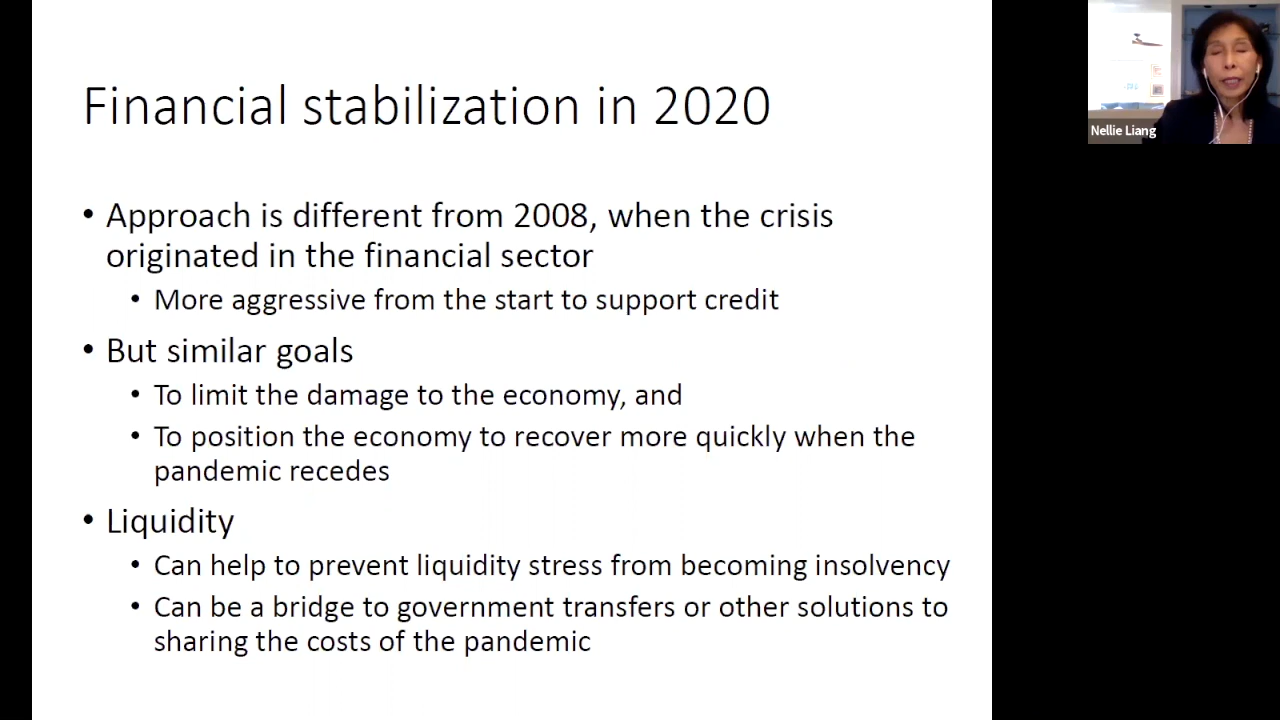 Financial stabilization in 2020
• Approach is different from 2008, when the crisis
originated in the financial sector
• More aggressive from the start to support credit
• But similar goals
• To limit the damage to the economy, and
• To position the economy to recover more quickly when the
pandemic recedes
• Liquidity
• Can help to prevent liquidity stress from becoming insolvency
• Can be a bridge to government transfers or other solutions to
sharing the costs of the pandemic
Nellie Liang